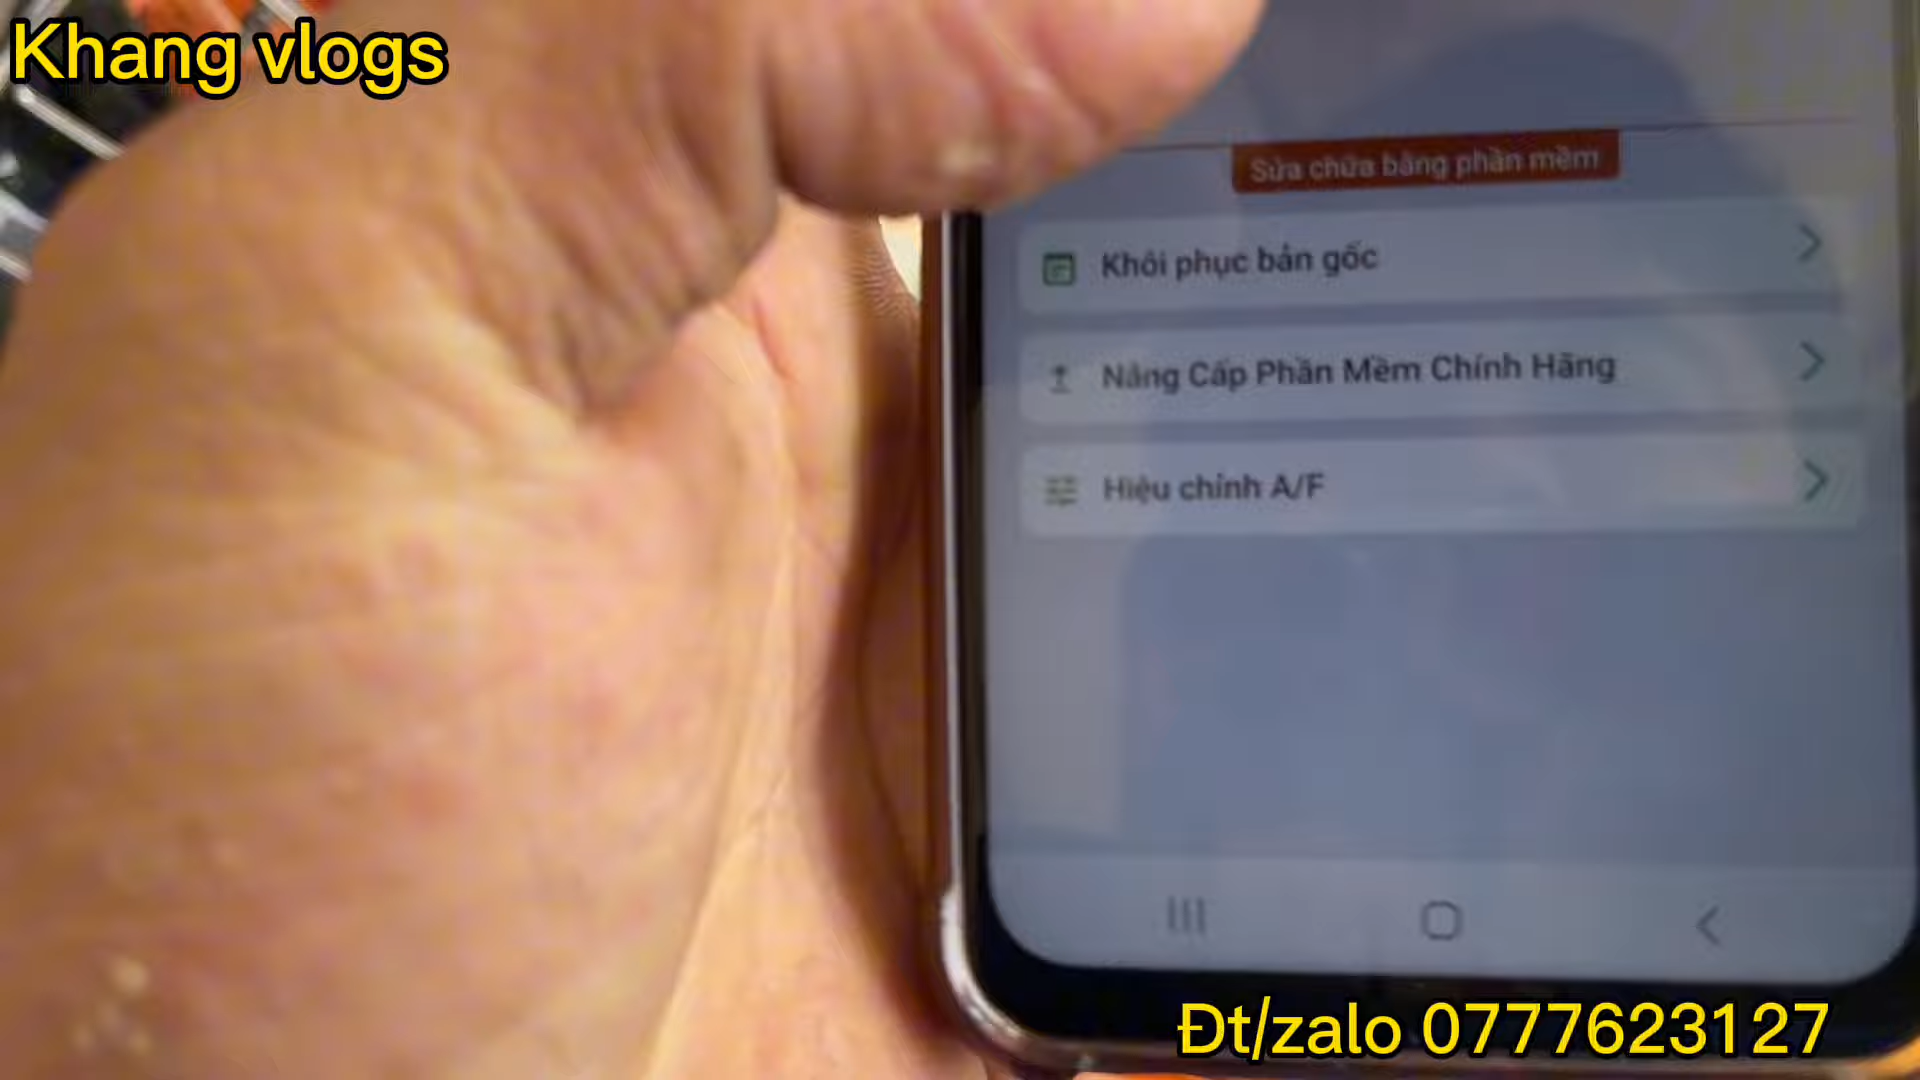 Khang vlogs
Sửa chữa bằng phần mềm
Khôi phục bản gốc
Nâng Cấp Phần Mềm Chính Hãng
Hiệu chỉnh A/F
Đt/zalo 0777623127